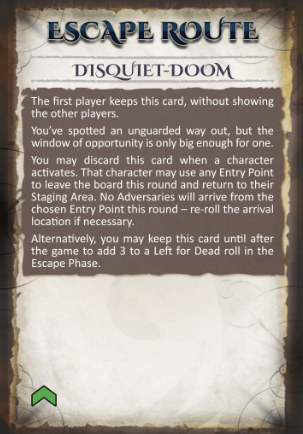 ESCAPE ROUTE
DISQUIET-DOOM
The first player keeps this card, without showing
the other players.
You've spotted an unguarded way out, but the
window of opportunity is only big enough for one.
You may discard this card when a character
activates. That character may use any Entry Point
to leave the board this round and return to their
Staging Area. No Adversaries will arrive from the
chosen Entry Point this round – re-roll the arrival
location if necessary.
Alternatively, you may keep this card until after
the game to add 3 to a Left for Dead roll in the
Escape Phase.